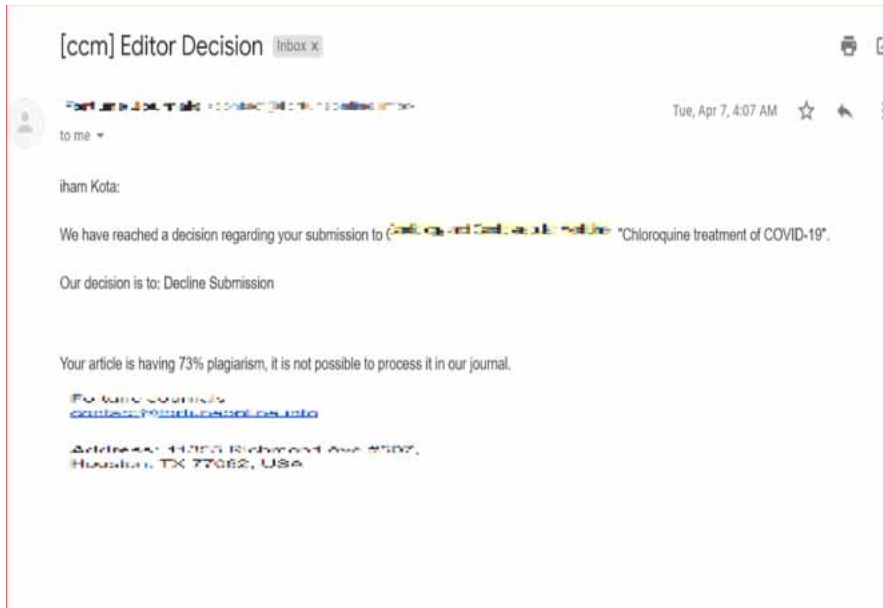 [ccm] Editor Decision Inbox x
Tue, Apr 7, 4:07 AM
to me
iham Kota:
We have reached a decision regarding your submission to "Chloroquine treatment of COVID-19".
Our decision is to: Decline Submission
Your article is having 73% plagiarism, it is not possible to process it in our journal.
Houston, TX 77082, USA